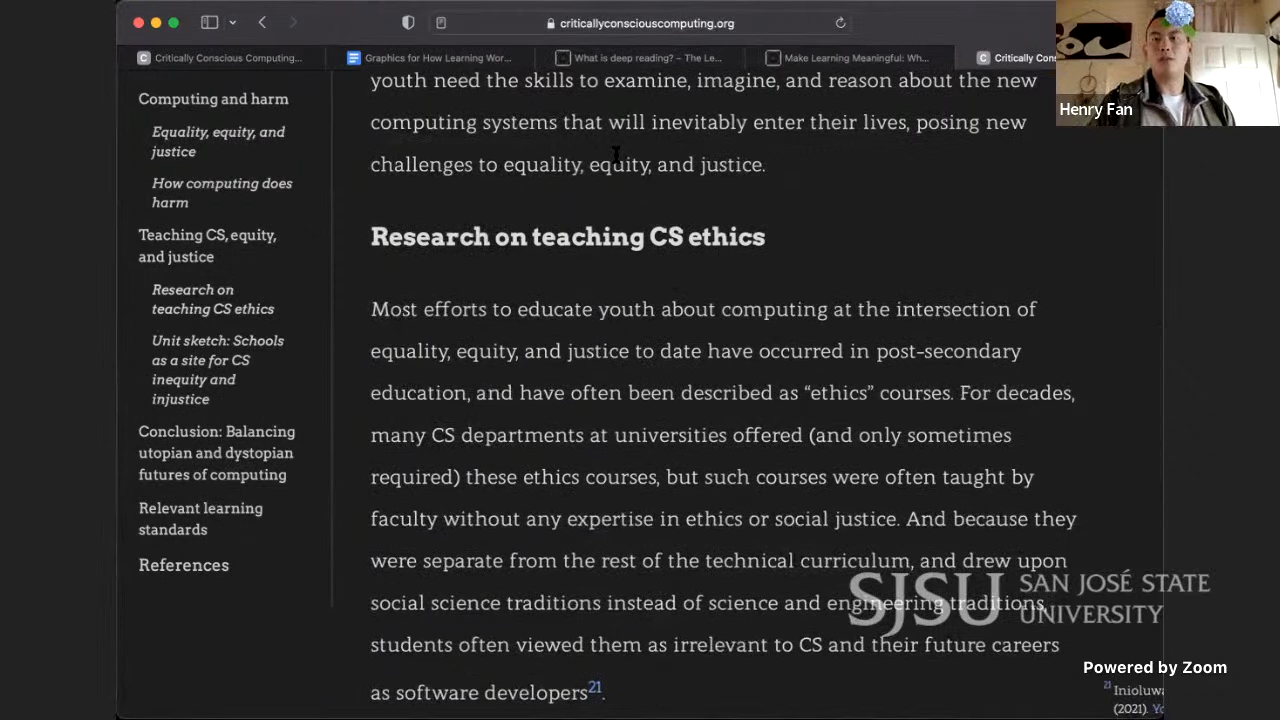 criticallyconsciouscomputing.org
Critically Conscious Computing...
Graphics for How Learning Wor...
What is deep reading? – The Le...
Make Learning Meaningful: Wh...
Critically Cons
Henry Fan
Computing and harm
Equality, equity, and
justice
How computing does
harm
Teaching CS, equity,
and justice
Research on
teaching CS ethics
Unit sketch: Schools
as a site for CS
inequity and
injustice
Conclusion: Balancing
utopian and dystopian
futures of computing
Relevant learning
standards
References
youth need the skills to examine, imagine, and reason about the new
computing systems that will inevitably enter their lives, posing new
challenges to equality, equity, and justice.
Research on teaching CS ethics
Most efforts to educate youth about computing at the intersection of
equality, equity, and justice to date have occurred in post-secondary
education, and have often been described as “ethics” courses. For decades,
many CS departments at universities offered (and only sometimes
required) these ethics courses, but such courses were often taught by
faculty without any expertise in ethics or social justice. And because they
were separate from the rest of the technical curriculum, and drew upon
social science traditions instead of science and engineering traditions,
students often viewed them as irrelevant to CS and their future careers
as software developers21.
SJSU SAN JOSÉ STATE
UNIVERSITY
Powered by Zoom
21 Inioluwa
(2021). Yo